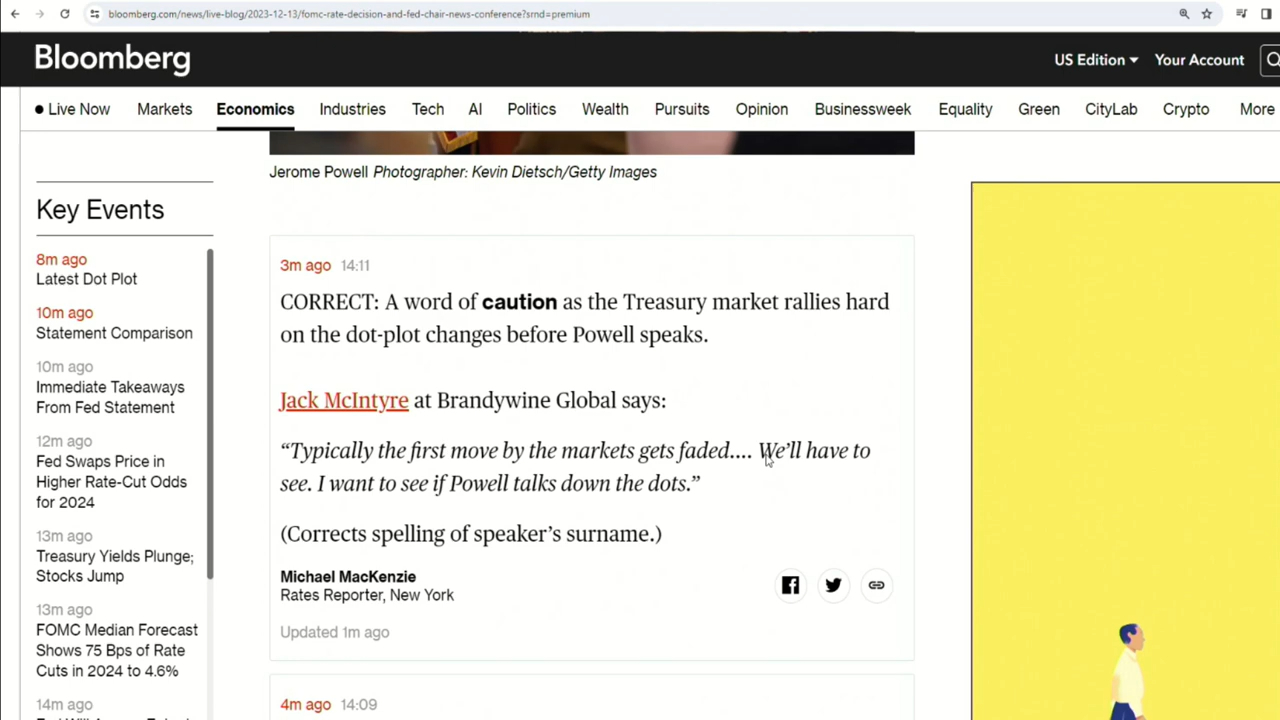 bloomberg.com/news/live-blog/2023-12-13/fomc-rate-decision-and-fed-chair-news-conference?srnd=premium
Bloomberg
US Edition
Your Account
Live Now
Markets
Economics
Industries
Tech
AI
Politics
Wealth
Pursuits
Opinion
Businessweek
Equality
Green
CityLab
Crypto
More
Jerome Powell Photographer: Kevin Dietsch/Getty Images
Key Events
8m ago
Latest Dot Plot
10m ago
Statement Comparison
10m ago
Immediate Takeaways
From Fed Statement
12m ago
Fed Swaps Price in
Higher Rate-Cut Odds
for 2024
13m ago
Treasury Yields Plunge;
Stocks Jump
13m ago
FOMC Median Forecast
Shows 75 Bps of Rate
Cuts in 2024 to 4.6%
14m ago
3m ago 14:11
CORRECT: A word of caution as the Treasury market rallies hard
on the dot-plot changes before Powell speaks.
Jack McIntyre at Brandywine Global says:
“Typically the first move by the markets gets faded.... We’ll have to
see. I want to see if Powell talks down the dots.”
(Corrects spelling of speaker’s surname.)
Michael MacKenzie
Rates Reporter, New York
Updated 1m ago
4m ago 14:09